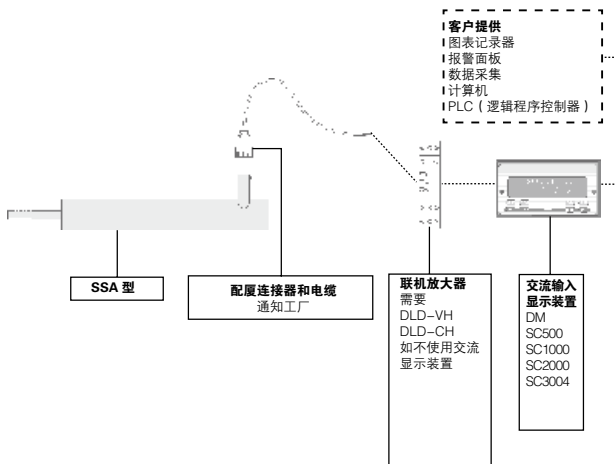 客户提供
图表记录器
报警面板
数据采集
计算机
PLC（逻辑程序控制器）
SSA 型
配厦连接器和电缆
通知工厂
联机放大器
需要
DLD–VH
DLD–CH
如不使用交流
显示装置
交流输入
显示装置
DM
SC500
SC1000
SC2000
SC3004